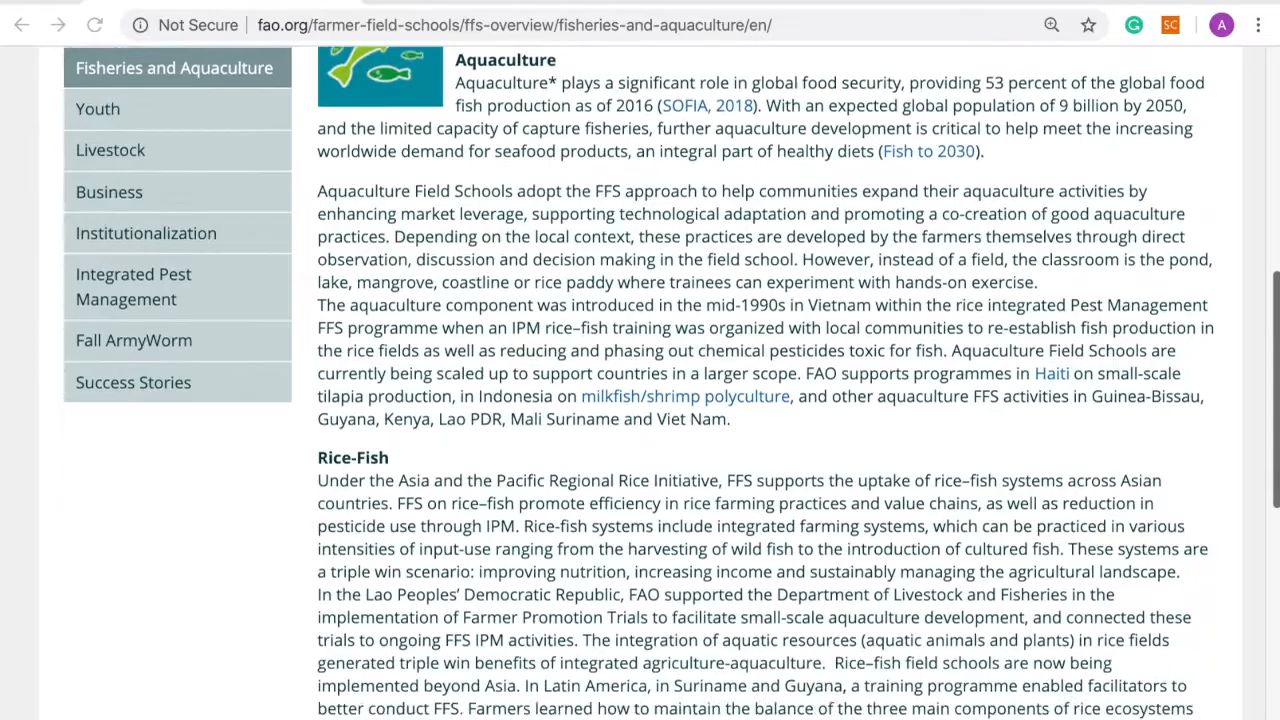 Not Secure fao.org/farmer-field-schools/ffs-overview/fisheries-and-aquaculture/en/
SC
A
Fisheries and Aquaculture
Youth
Livestock
Business
Institutionalization
Integrated Pest
Management
Fall ArmyWorm
Success Stories
Aquaculture
Aquaculture* plays a significant role in global food security, providing 53 percent of the global food
fish production as of 2016 (SOFIA, 2018). With an expected global population of 9 billion by 2050,
and the limited capacity of capture fisheries, further aquaculture development is critical to help meet the increasing
worldwide demand for seafood products, an integral part of healthy diets (Fish to 2030).
Aquaculture Field Schools adopt the FFS approach to help communities expand their aquaculture activities by
enhancing market leverage, supporting technological adaptation and promoting a co-creation of good aquaculture
practices. Depending on the local context, these practices are developed by the farmers themselves through direct
observation, discussion and decision making in the field school. However, instead of a field, the classroom is the pond,
lake, mangrove, coastline or rice paddy where trainees can experiment with hands-on exercise.
The aquaculture component was introduced in the mid-1990s in Vietnam within the rice integrated Pest Management
FFS programme when an IPM rice–fish training was organized with local communities to re-establish fish production in
the rice fields as well as reducing and phasing out chemical pesticides toxic for fish. Aquaculture Field Schools are
currently being scaled up to support countries in a larger scope. FAO supports programmes in Haiti on small-scale
tilapia production, in Indonesia on milkfish/shrimp polyculture, and other aquaculture FFS activities in Guinea-Bissau,
Guyana, Kenya, Lao PDR, Mali Suriname and Viet Nam.
Rice-Fish
Under the Asia and the Pacific Regional Rice Initiative, FFS supports the uptake of rice–fish systems across Asian
countries. FFS on rice–fish promote efficiency in rice farming practices and value chains, as well as reduction in
pesticide use through IPM. Rice-fish systems include integrated farming systems, which can be practiced in various
intensities of input-use ranging from the harvesting of wild fish to the introduction of cultured fish. These systems are
a triple win scenario: improving nutrition, increasing income and sustainably managing the agricultural landscape.
In the Lao Peoples’ Democratic Republic, FAO supported the Department of Livestock and Fisheries in the
implementation of Farmer Promotion Trials to facilitate small-scale aquaculture development, and connected these
trials to ongoing FFS IPM activities. The integration of aquatic resources (aquatic animals and plants) in rice fields
generated triple win benefits of integrated agriculture-aquaculture. Rice–fish field schools are now being
implemented beyond Asia. In Latin America, in Suriname and Guyana, a training programme enabled facilitators to
better conduct FFS. Farmers learned how to maintain the balance of the three main components of rice ecosystems